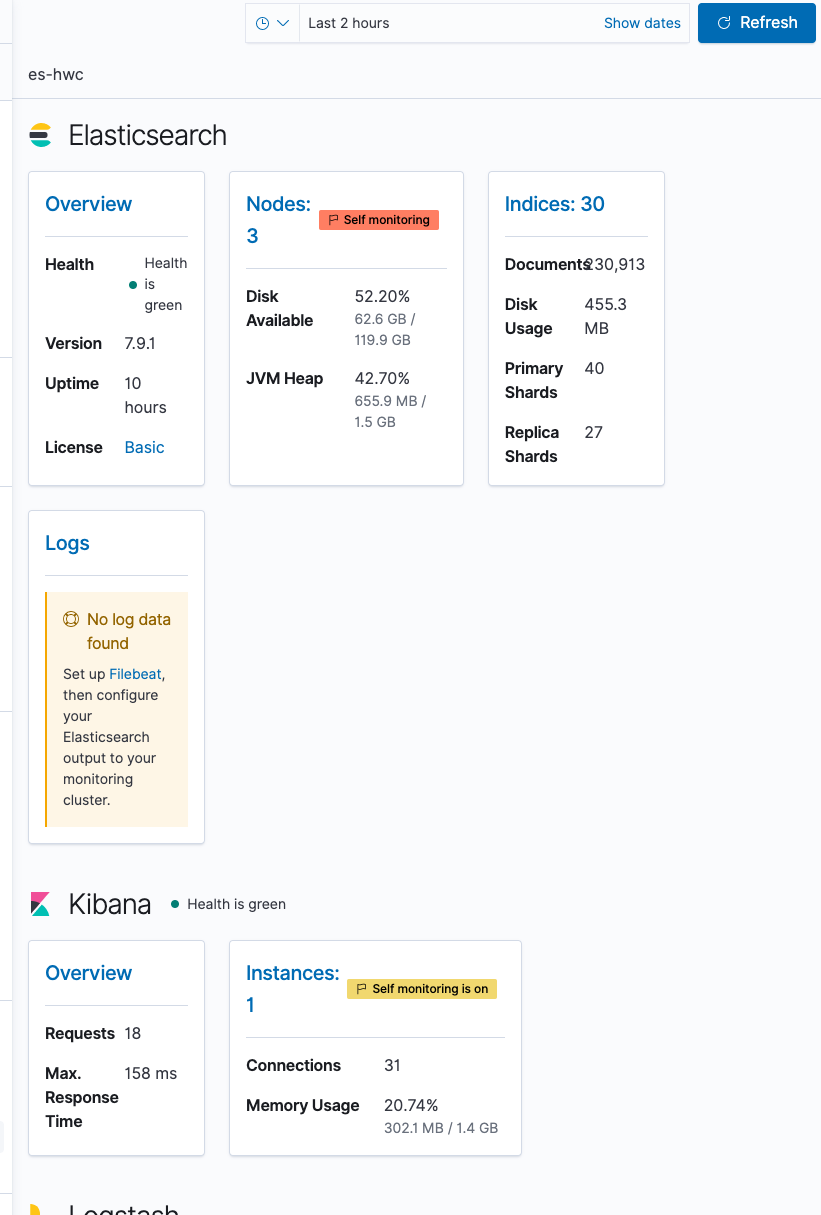 Last 2 hours
Show dates
Refresh
es-hwc
Elasticsearch
Overview
Health
Health
is
green
Version
7.9.1
Uptime
10
hours
License
Basic
Nodes:
3
Self monitoring
Disk
Available
52.20%
62.6 GB /
119.9 GB
JVM Heap
42.70%
655.9 MB /
1.5 GB
Indices: 30
Documents
230,913
Disk
Usage
455.3
MB
Primary
Shards
40
Replica
Shards
27
Logs
No log data
found
Set up Filebeat,
then configure
your
Elasticsearch
output to your
monitoring
cluster.
Kibana
Health is green
Overview
Requests
18
Max.
Response
Time
158 ms
Instances:
1
Self monitoring is on
Connections
31
Memory Usage
20.74%
302.1 MB / 1.4 GB
Logstash